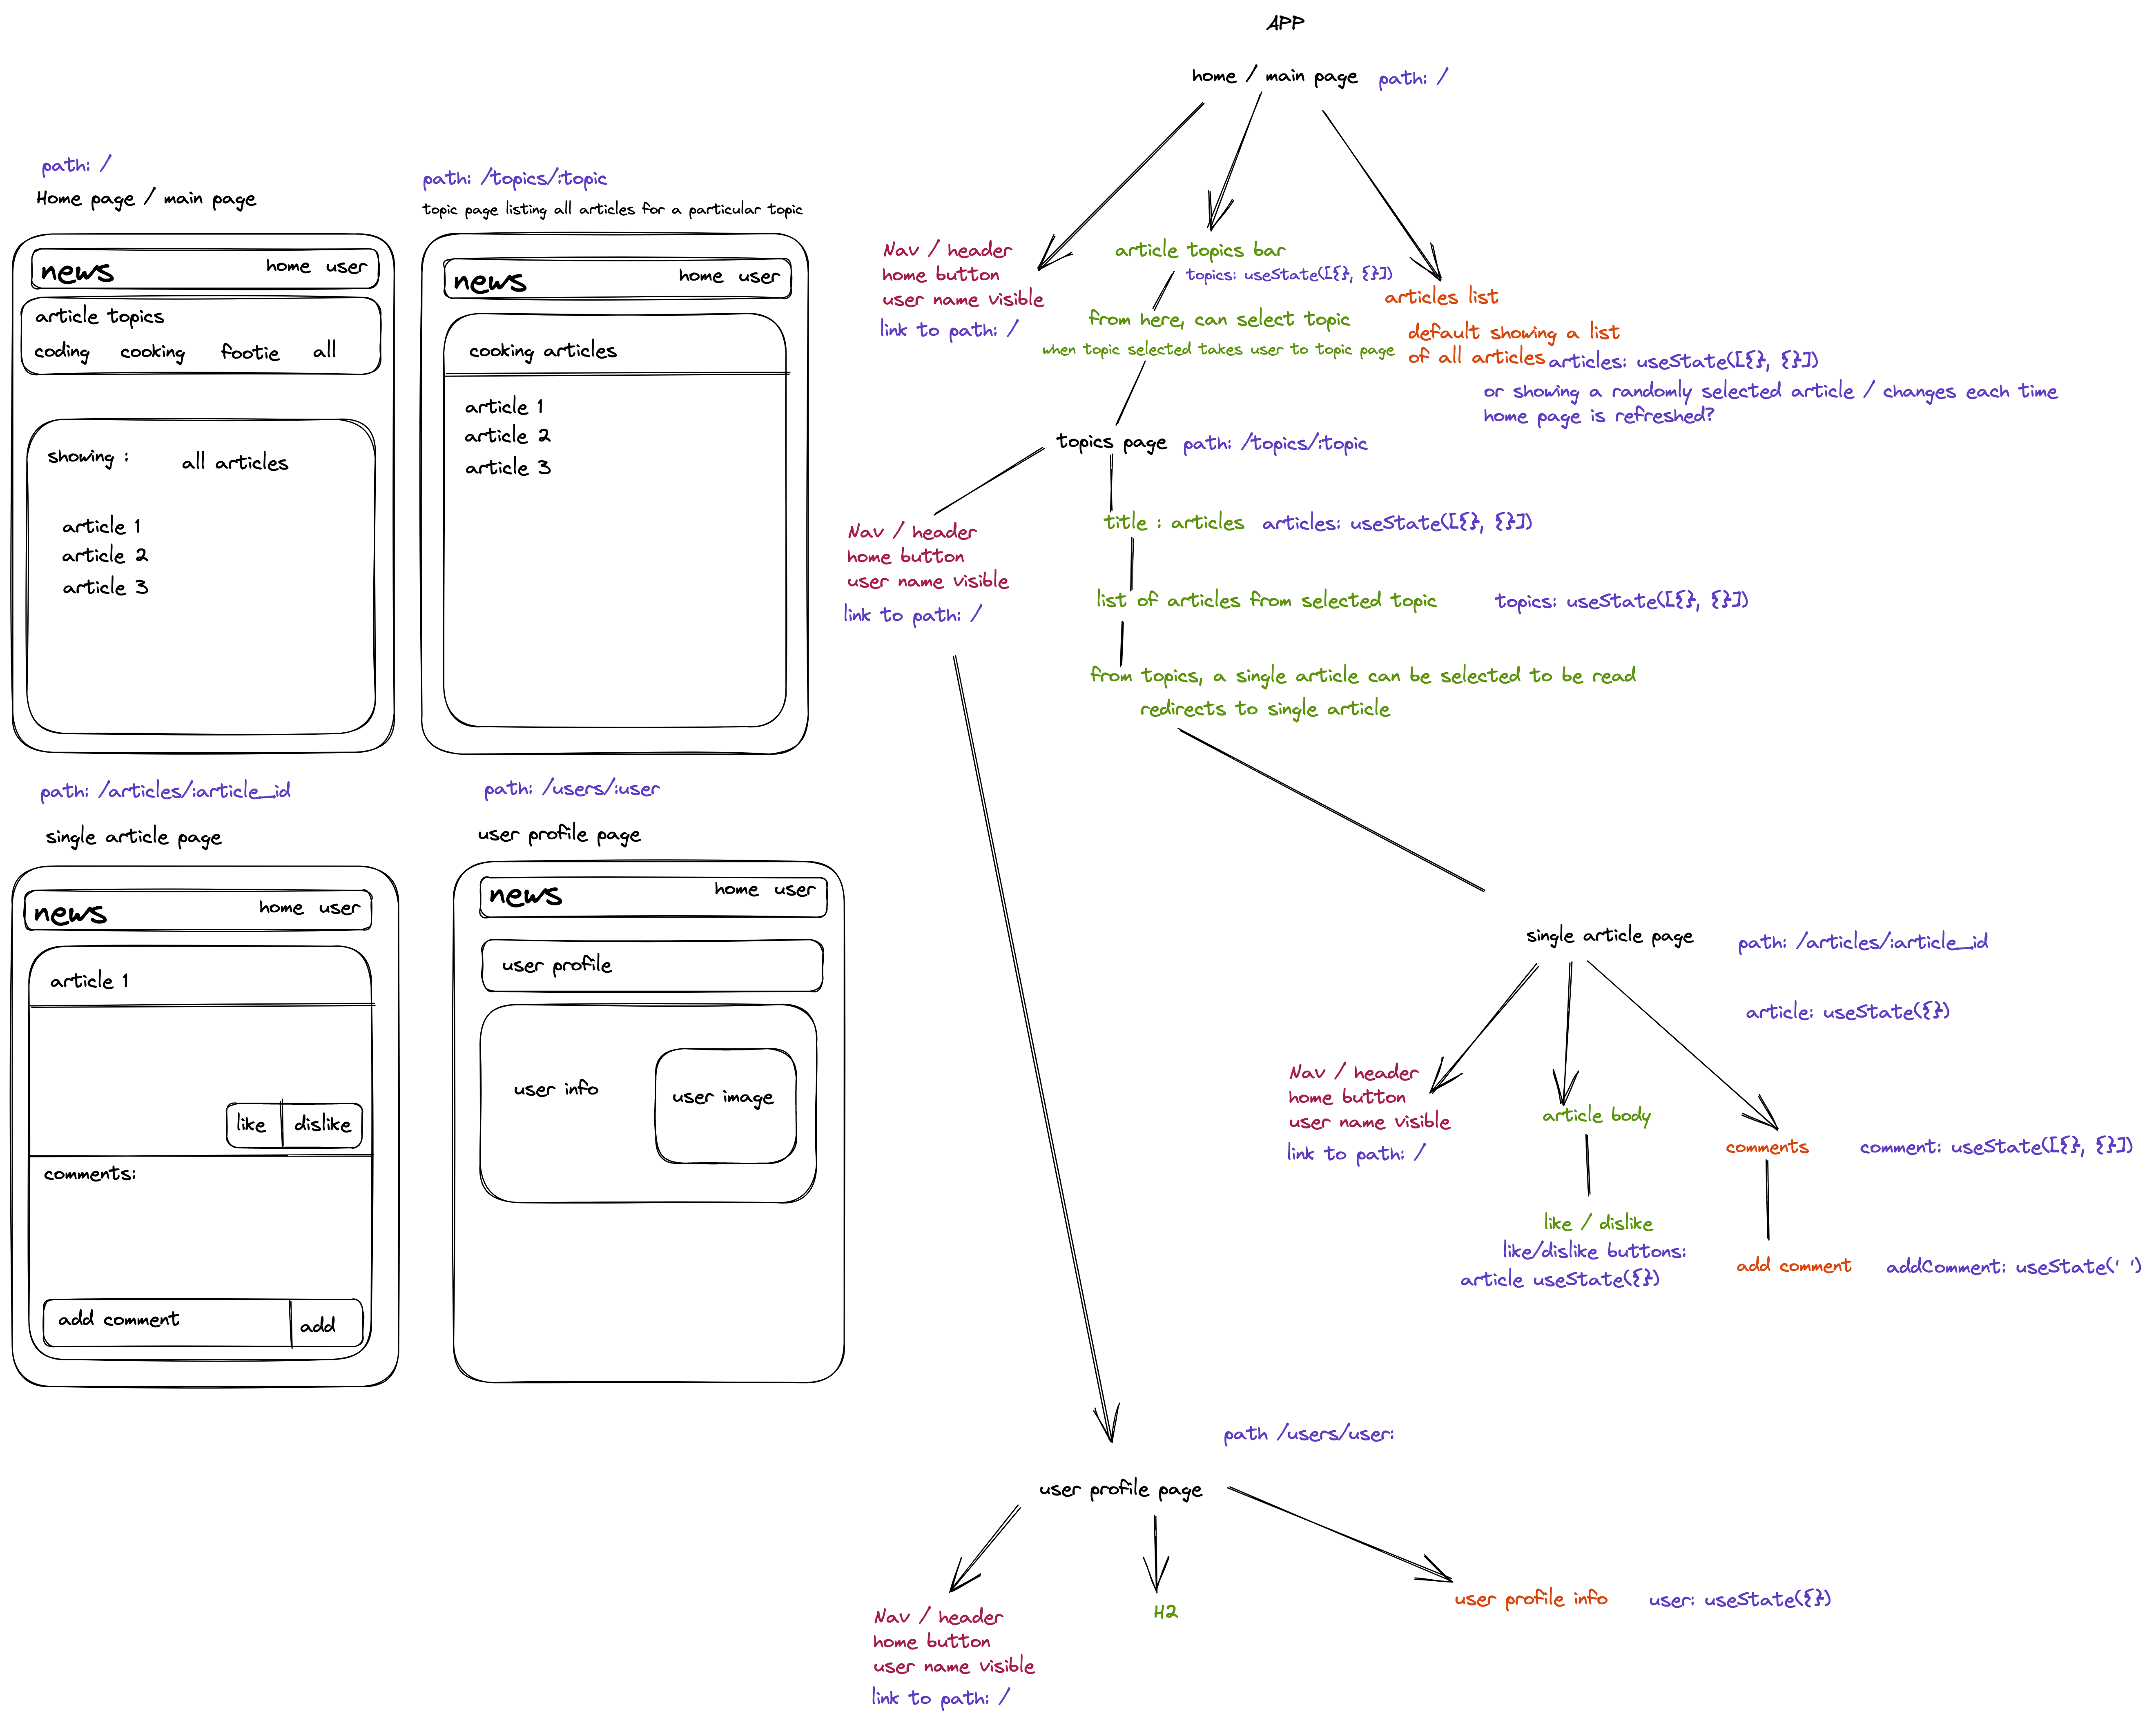 path: /
Home page / main page
news
home user
article topics
coding cooking footie all
showing : all articles
article 1
article 2
article 3
path: /topics/:topic
topic page listing all articles for a particular topic
news
home user
cooking articles
article 1
article 2
article 3
path: /articles/:article_id
single article page
news
home user
article 1
like dislike
comments:
add comment add
path: /users/:user
user profile page
news
home user
user profile
user info
user image
APP
home / main page path: /
Nav / header
home button
user name visible
link to path: /
article topics bar
topics: useState([{}, {}])
from here, can select topic
when topic selected takes user to topic page
articles list
default showing a list
of all articles articles: useState([{}, {}])
or showing a randomly selected article / changes each time
home page is refreshed?
topics page path: /topics/:topic
Nav / header
home button
user name visible
link to path: /
title : articles articles: useState([{}, {}])
list of articles from selected topic topics: useState([{}, {}])
from topics, a single article can be selected to be read
redirects to single article
single article page path: /articles/:article_id
article: useState({})
Nav / header
home button
user name visible
link to path: /
article body
like / dislike
like/dislike buttons:
article useState({})
comments comment: useState([{}, {}])
add comment addComment: useState(' ')
path /users/user:
user profile page
Nav / header
home button
user name visible
link to path: /
H2
user profile info user: useState({})